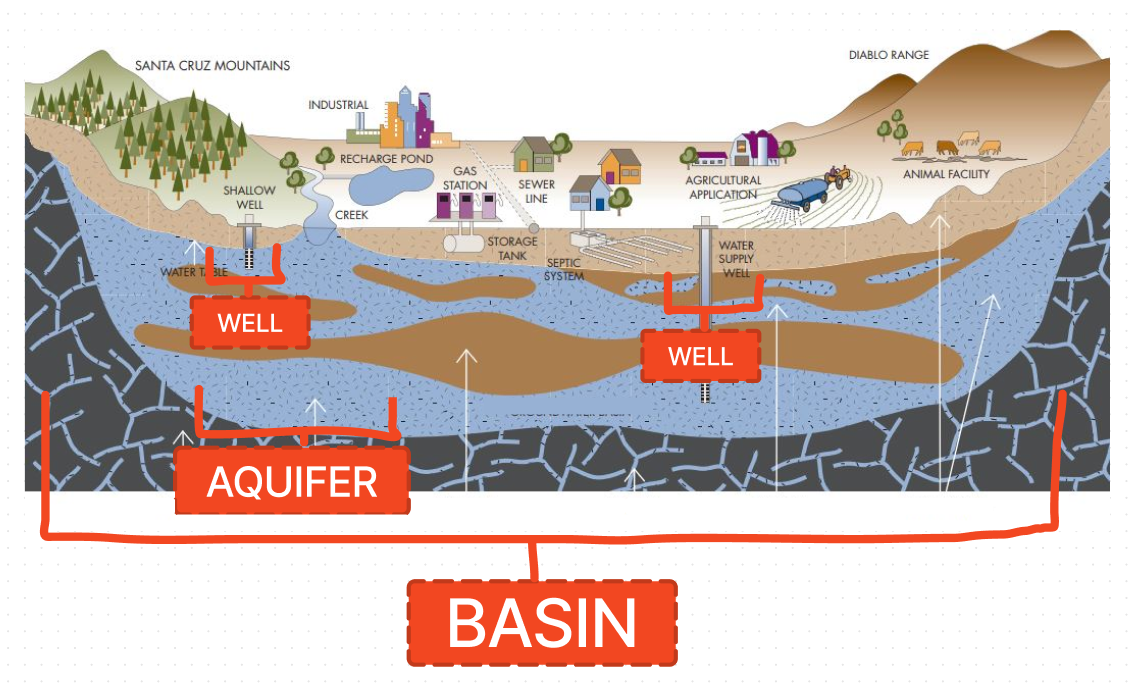 SANTA CRUZ MOUNTAINS
DIABLO RANGE
INDUSTRIAL
RECHARGE POND
GAS
STATION
SEWER
LINE
AGRICULTURAL
APPLICATION
ANIMAL FACILITY
SHALLOW
WELL
CREEK
STORAGE
TANK
SEPTIC
SYSTEM
WATER
SUPPLY
WELL
WATER TABLE
WELL
WELL
AQUIFER
BASIN